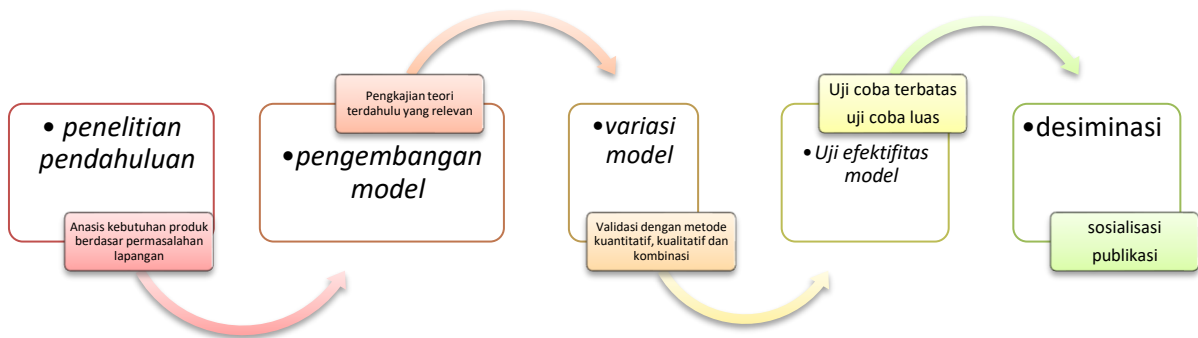 • penelitian
pendahuluan
Anasis kebutuhan produk
berdasar permasalahan
lapangan
Pengkajian teori
terdahulu yang relevan
•pengembangan
model
•variasi
model
Validasi dengan metode
kuantitatif, kualitatif dan
kombinasi
Uji coba terbatas
uji coba luas
•Uji efektifitas
model
•desiminasi
sosialisasi
publikasi